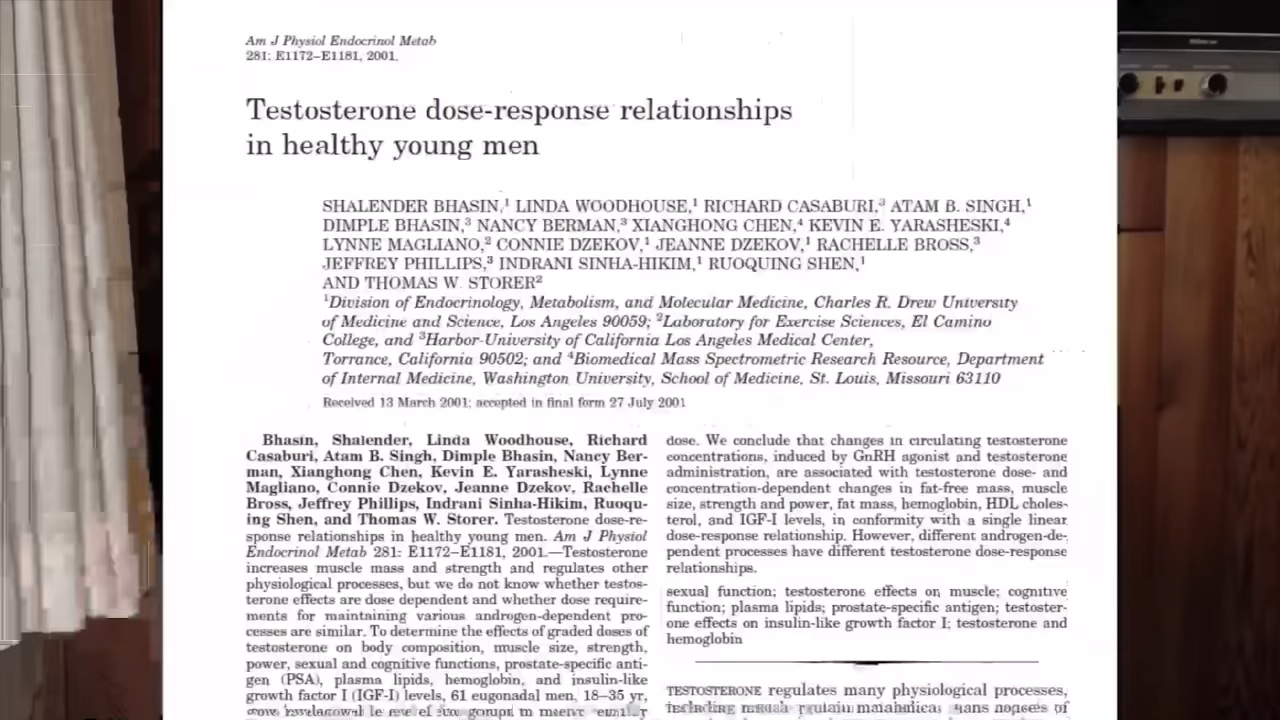 Am J Physiol Endocrinol Metab
281: E1172–E1181, 2001.
Testosterone dose-response relationships
in healthy young men
SHALENDER BHASIN,¹ LINDA WOODHOUSE,¹ RICHARD CASABURI,³ ATAM B. SINGH,¹
DIMPLE BHASIN,³ NANCY BERMAN,³ XIANGHONG CHEN,⁴ KEVIN E. YARASHESKI,⁴
LYNNE MAGLIANO,² CONNIE DZEKOV,¹ JEANNE DZEKOV,¹ RACHELLE BROSS,³
JEFFREY PHILLIPS,³ INDRANI SINHA-HIKIM,¹ RUOQUING SHEN,¹
AND THOMAS W. STORER²
¹Division of Endocrinology, Metabolism, and Molecular Medicine, Charles R. Drew University
of Medicine and Science, Los Angeles 90059; ²Laboratory for Exercise Sciences, El Camino
College, and ³Harbor-University of California Los Angeles Medical Center,
Torrance, California 90502; and ⁴Biomedical Mass Spectrometric Research Resource, Department
of Internal Medicine, Washington University, School of Medicine, St. Louis, Missouri 63110
Received 13 March 2001; accepted in final form 27 July 2001
Bhasin, Shalender, Linda Woodhouse, Richard
Casaburi, Atam B. Singh, Dimple Bhasin, Nancy Ber-
man, Xianghong Chen, Kevin E. Yarasheski, Lynne
Magliano, Connie Dzekov, Jeanne Dzekov, Rachelle
Bross, Jeffrey Phillips, Indrani Sinha-Hikim, Ruoqu-
ing Shen, and Thomas W. Storer. Testosterone dose-re-
sponse relationships in healthy young men. Am J Physiol
Endocrinol Metab 281: E1172–E1181, 2001.—Testosterone
increases muscle mass and strength and regulates other
physiological processes, but we do not know whether testos-
terone effects are dose dependent and whether dose require-
ments for maintaining various androgen-dependent pro-
cesses are similar. To determine the effects of graded doses of
testosterone on body composition, muscle size, strength,
power, sexual and cognitive functions, prostate-specific anti-
gen (PSA), plasma lipids, hemoglobin, and insulin-like
growth factor I (IGF-I) levels, 61 eugonadal men, 18–35 yr,
dose. We conclude that changes in circulating testosterone
concentrations, induced by GnRH agonist and testosterone
administration, are associated with testosterone dose- and
concentration-dependent changes in fat-free mass, muscle
size, strength and power, fat mass, hemoglobin, HDL choles-
terol, and IGF-I levels, in conformity with a single linear
dose-response relationship. However, different androgen-de-
pendent processes have different testosterone dose-response
relationships.
sexual function; testosterone effects on muscle; cognitive
function; plasma lipids; prostate-specific antigen; testoster-
one effects on insulin-like growth factor I; testosterone and
hemoglobin
TESTOSTERONE regulates many physiological processes,